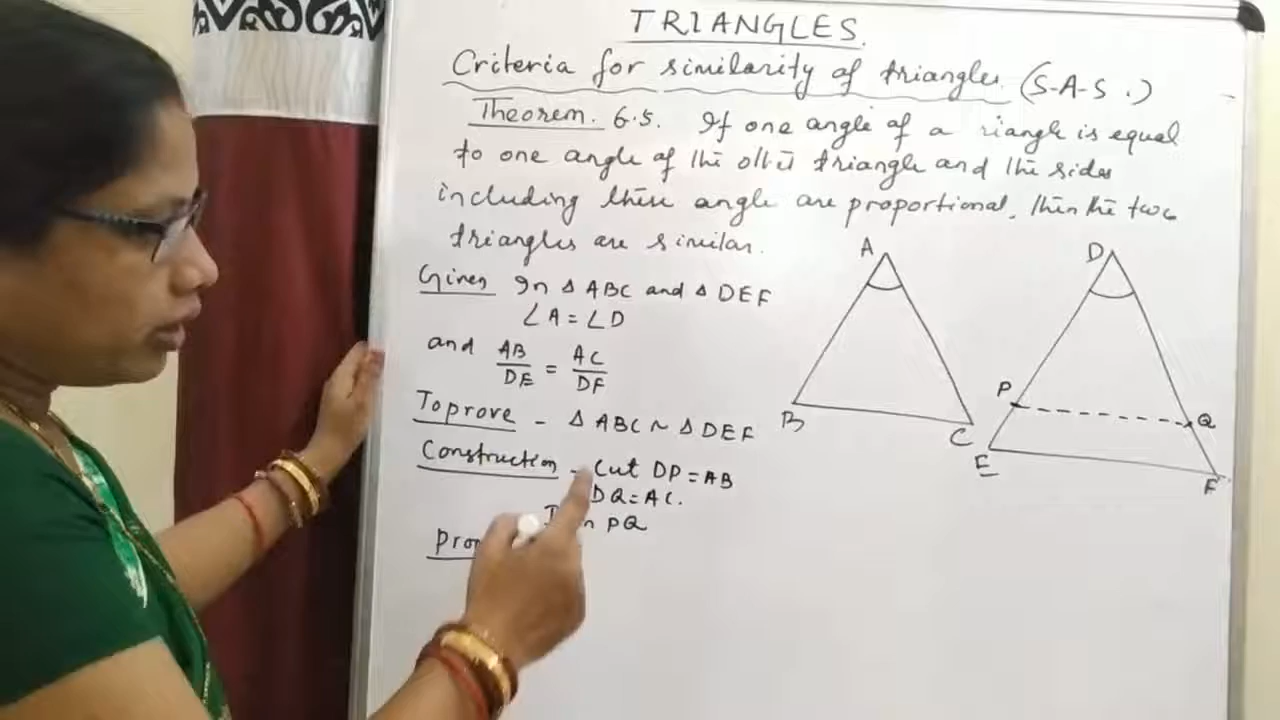 TRIANGLES.
Criteria for similarity of triangles. (S-A-S.)
Theorem. 6.5. If one angle of a riangle is equal
to one angle of the other triangle and the sides
including these angle are proportional, then the two
triangles are similar.
Given In Δ ABC and Δ DEF
∠A = ∠D
and AB/DE = AC/DF
To prove - Δ ABC ~ Δ DEF
Construction - Cut DP = AB
DQ = AC.
PQ
A
B
C
D
P
Q
E
F